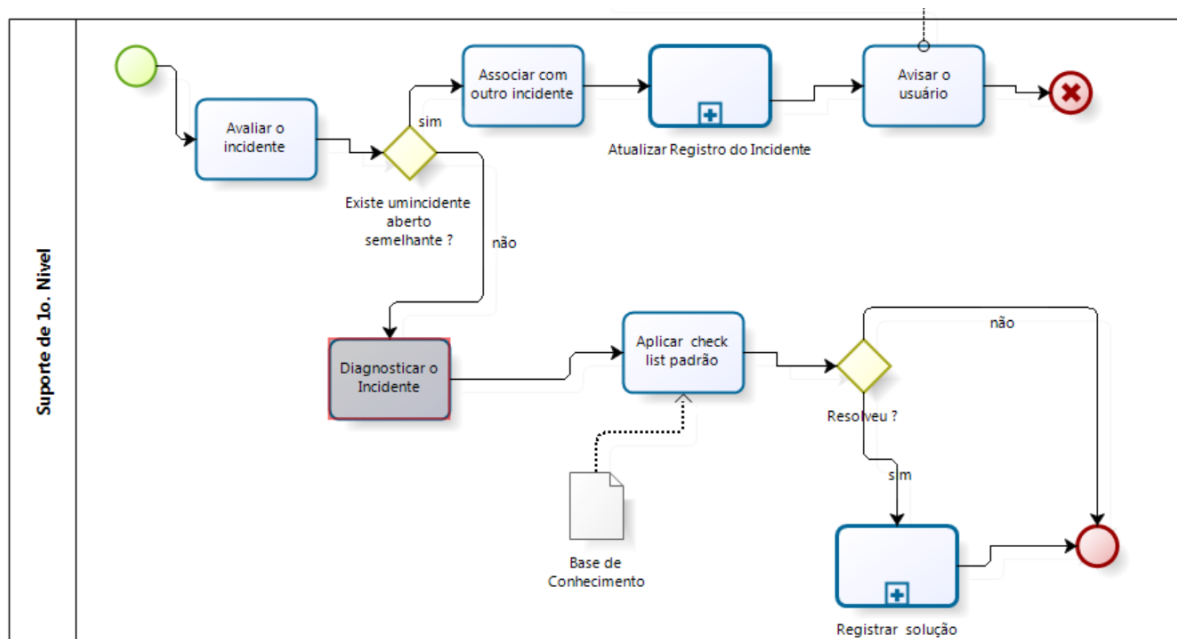 Suporte de 1o. Nivel
Avaliar o
incidente
sim
Existe umincidente
aberto
semelhante ?
não
Associar com
outro incidente
Atualizar Registro do Incidente
Avisar o
usuário
Diagnosticar o
Incidente
Aplicar check
list padrão
Base de
Conhecimento
Resolveu ?
não
sim
Registrar solução